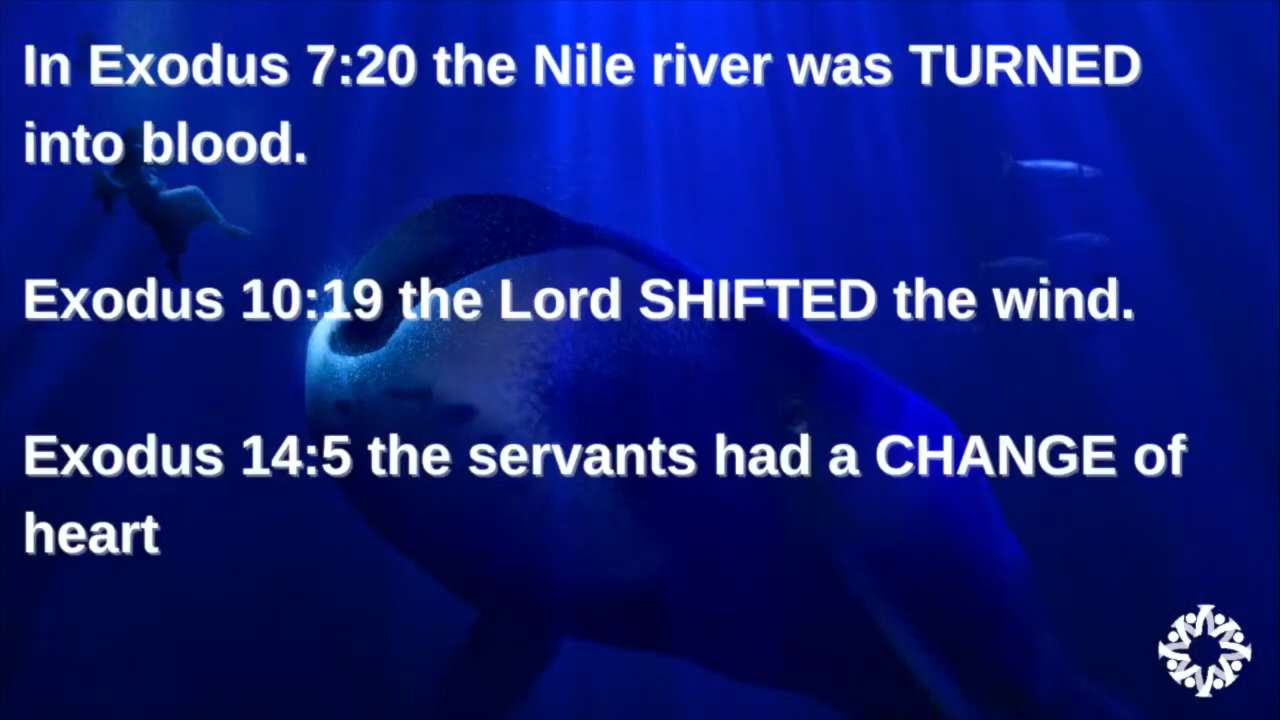 In Exodus 7:20 the Nile river was TURNED
into blood.
Exodus 10:19 the Lord SHIFTED the wind.
Exodus 14:5 the servants had a CHANGE of
heart